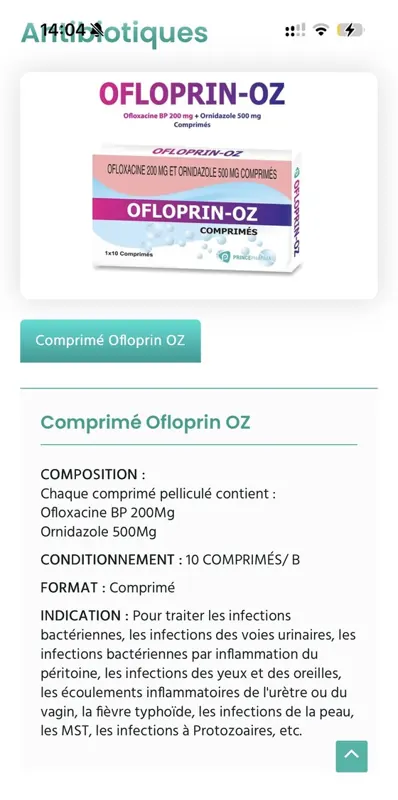 Antibiotiques
14:04
OFLOPRIN-OZ
Ofloxacine BP 200 mg + Ornidazole 500 mg
Comprimés
OFLOPRIN-OZ
OFLOXACINE 200 MG ET ORNIDAZOLE 500 MG COMPRIMÉS
OFLOPRIN-OZ
COMPRIMÉS
1x10 Comprimés
PRINCE PHARMA
OFLOPRIN-OZ
Comprimé Ofloprin OZ
Comprimé Ofloprin OZ
COMPOSITION :
Chaque comprimé pelliculé contient :
Ofloxacine BP 200Mg
Ornidazole 500Mg
CONDITIONNEMENT : 10 COMPRIMÉS/ B
FORMAT : Comprimé
INDICATION : Pour traiter les infections
bactériennes, les infections des voies urinaires, les
infections bactériennes par inflammation du
péritoine, les infections des yeux et des oreilles,
les écoulements inflammatoires de l'urètre ou du
vagin, la fièvre typhoïde, les infections de la peau,
les MST, les infections à Protozoaires, etc.